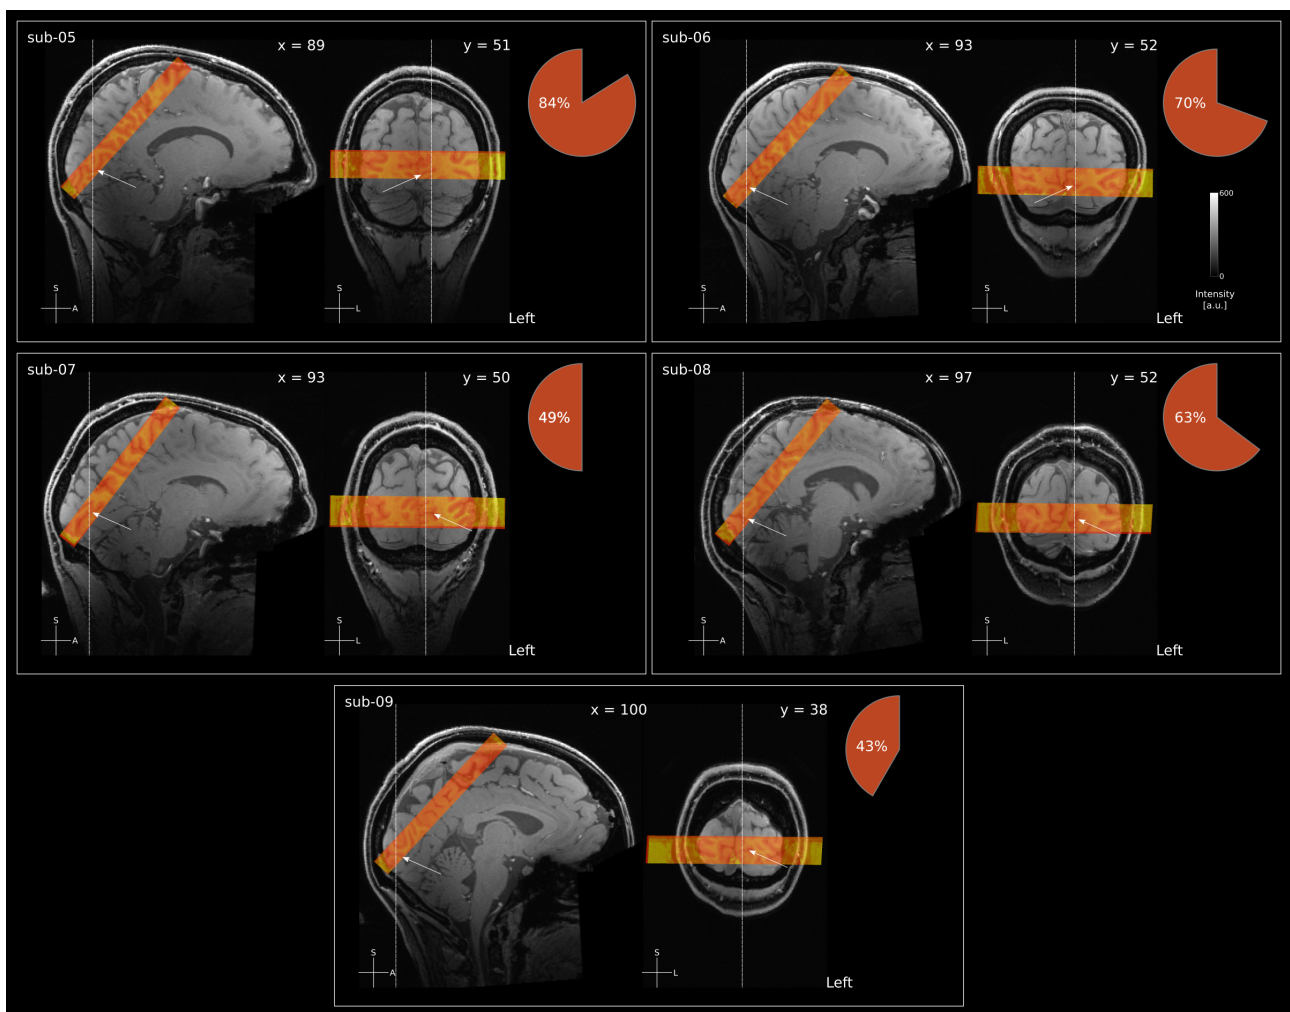 sub-05
x = 89
y = 51
84%
S
A
S
L
Left
sub-06
x = 93
y = 52
70%
600
0
Intensity
[a.u.]
S
A
S
L
Left
sub-07
x = 93
y = 50
49%
S
A
S
L
Left
sub-08
x = 97
y = 52
63%
S
A
S
L
Left
sub-09
x = 100
y = 38
43%
S
A
S
L
Left